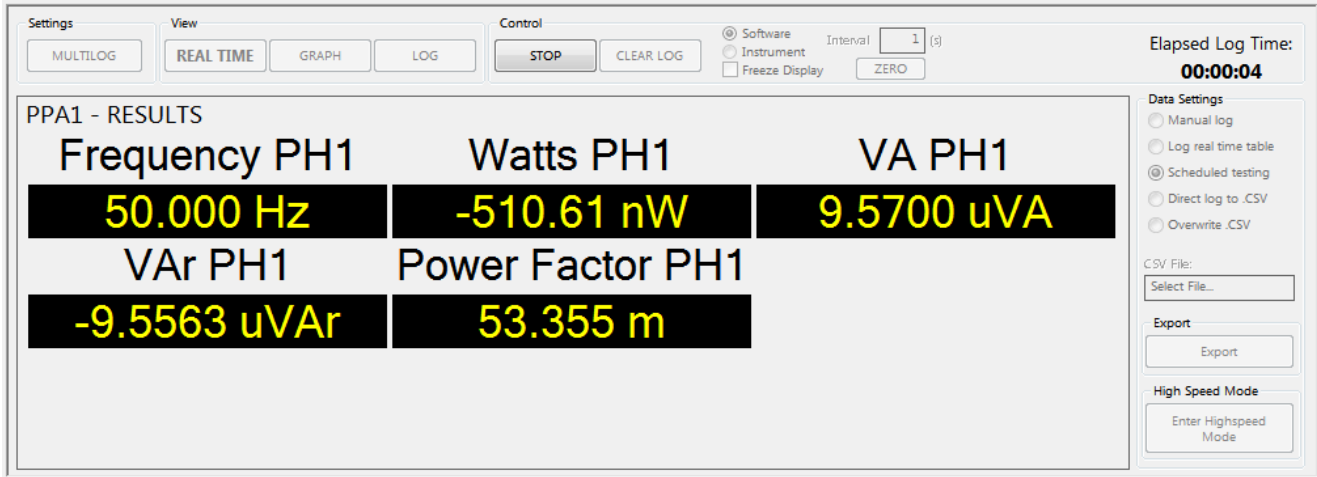 Settings
MULTILOG
View
REAL TIME GRAPH LOG
Control
STOP CLEAR LOG
Software
Instrument
Freeze Display
Interval 1 (s)
ZERO
Elapsed Log Time:
00:00:04
PPA1 - RESULTS
Frequency PH1 Watts PH1 VA PH1
50.000 Hz -510.61 nW 9.5700 uVA
VAr PH1 Power Factor PH1
-9.5563 uVAr 53.355 m
Data Settings
Manual log
Log real time table
Scheduled testing
Direct log to .CSV
Overwrite .CSV
CSV File:
Select File...
Export
Export
High Speed Mode
Enter Highspeed
Mode